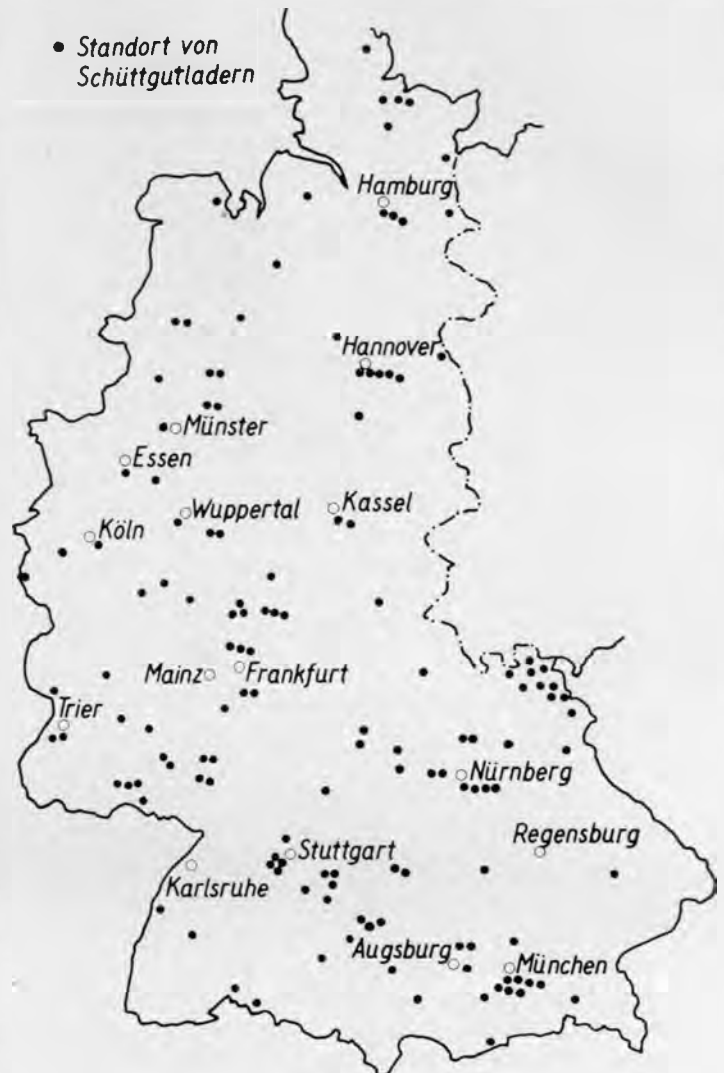 • Standort von
Schüttgutladern
Hamburg
Hannover
Münster
Essen
Wuppertal
Kassel
Köln
Mainz
Frankfurt
Trier
Nürnberg
Stuttgart
Regensburg
Karlsruhe
Augsburg
München